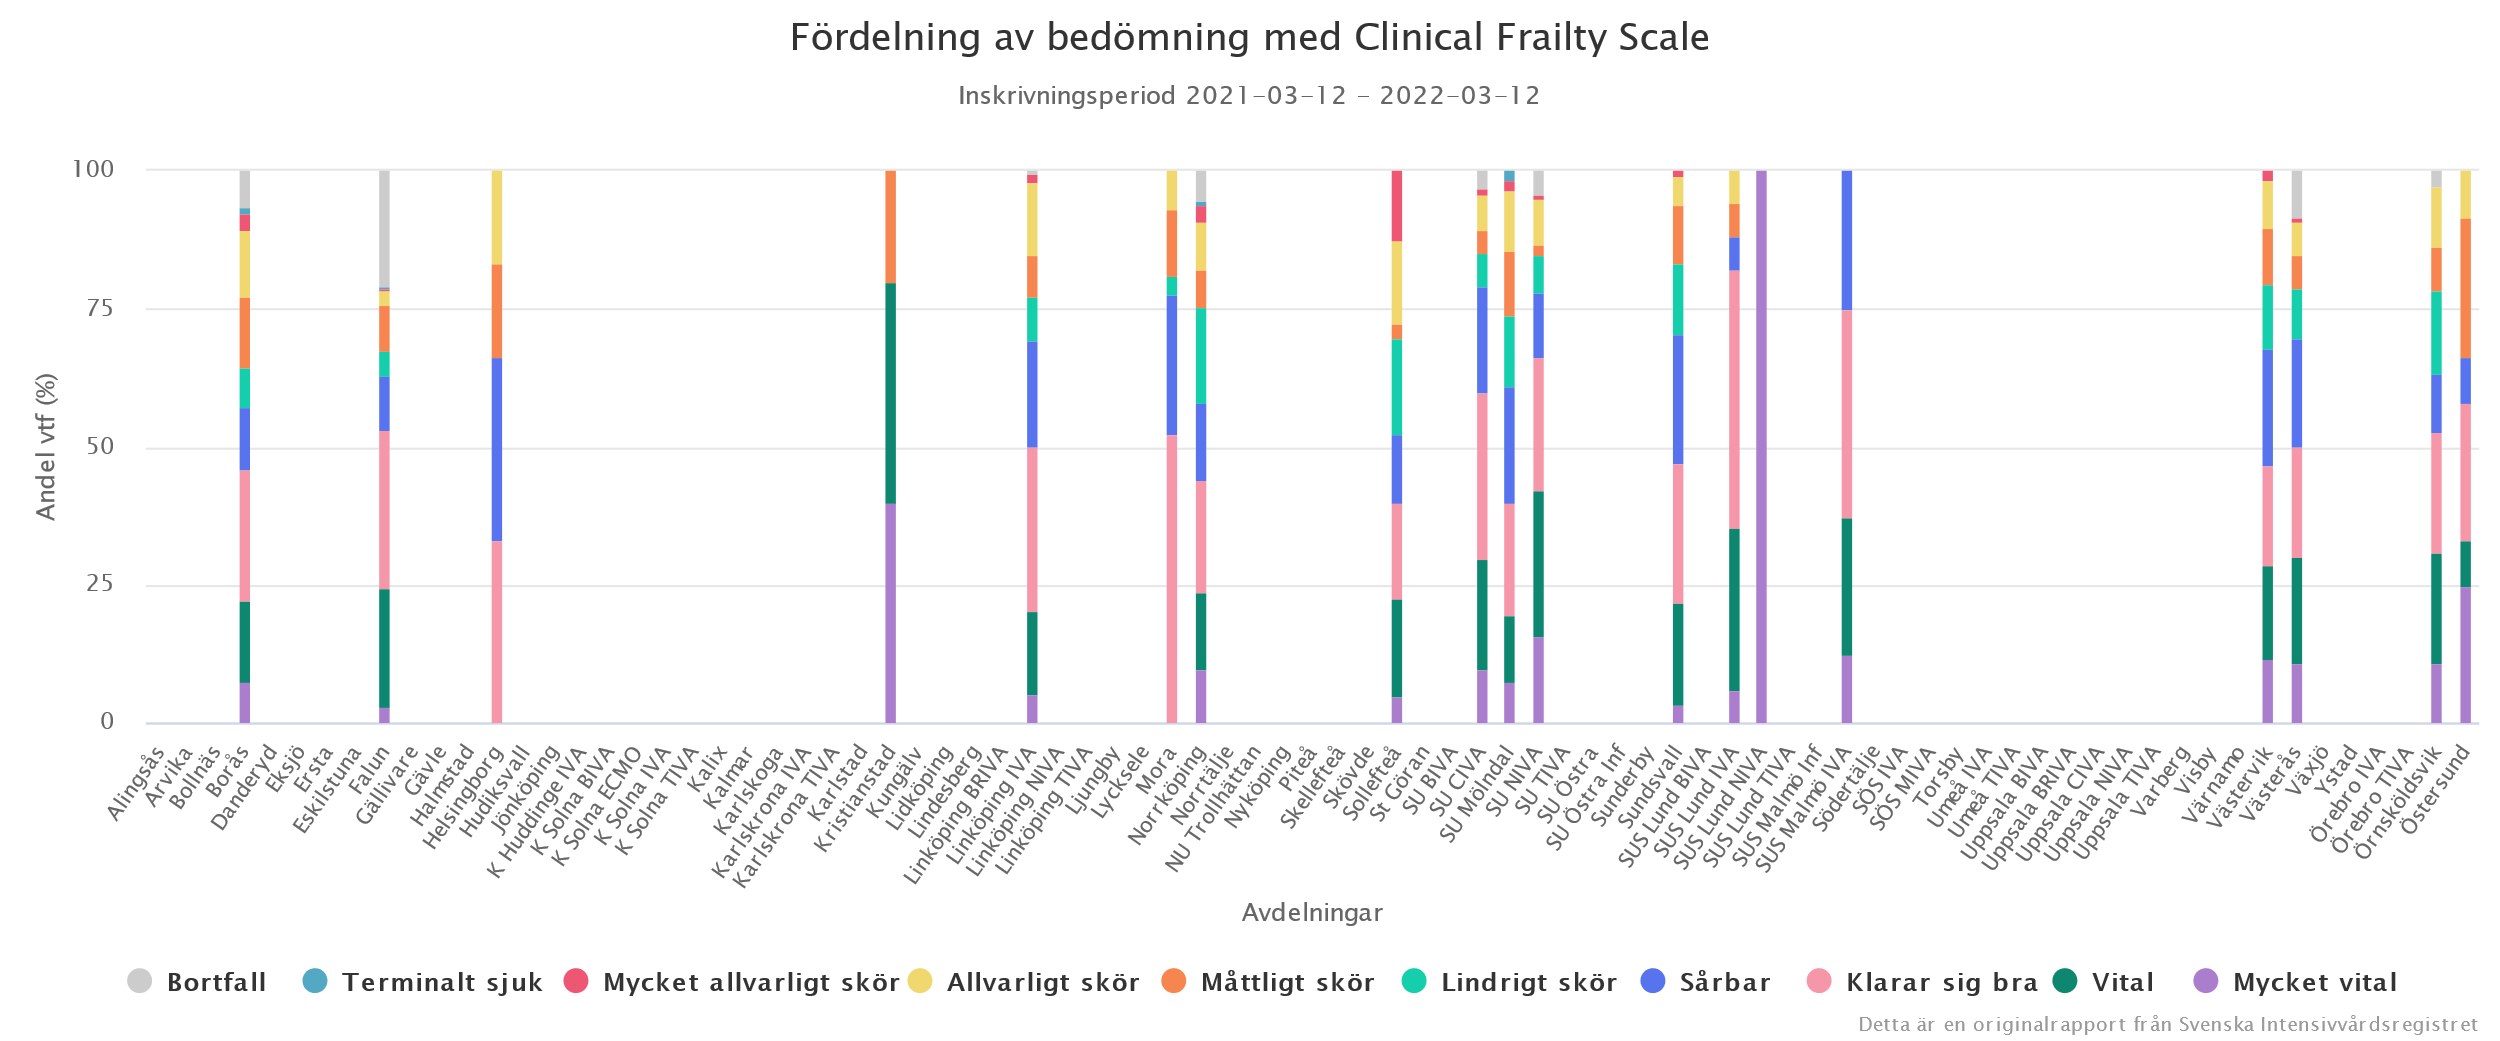 Fördelning av bedömning med Clinical Frailty Scale
Inskrivningsperiod 2021-03-12 - 2022-03-12
Andel vtf (%)
100
75
50
25
0
Alingsås
Arvika
Bollnäs
Borås
Danderyd
Eksjö
Ersta
Eskilstuna
Falun
Gällivare
Gävle
Halmstad
Helsingborg
Hudiksvall
Jönköping
K Huddinge IVA
K Solna BIVA
K Solna ECMO
K Solna IVA
K Solna TIVA
Kalix
Kalmar
Karlskoga
Karlskrona IVA
Karlskrona TIVA
Karlstad
Kristianstad
Kungälv
Lidköping
Lindesberg
Linköping BRIVA
Linköping IVA
Linköping NIVA
Linköping TIVA
Ljungby
Lycksele
Mora
Norrköping
Norrtälje
NU Trollhättan
Nyköping
Piteå
Skellefteå
Skövde
Sollefteå
St Göran
SU BIVA
SU CIVA
SU Mölndal
SU NIVA
SU TIVA
SU Östra
SU Östra Inf
Sunderby
Sundsvall
SUS Lund BIVA
SUS Lund IVA
SUS Lund NIVA
SUS Lund TIVA
SUS Malmö Inf
SUS Malmö IVA
Södertälje
SÖS IVA
SÖS MIVA
Torsby
Umeå IVA
Umeå TIVA
Uppsala BIVA
Uppsala BRIVA
Uppsala CIVA
Uppsala NIVA
Uppsala TIVA
Varberg
Visby
Värnamo
Västervik
Västerås
Växjö
Ystad
Örebro IVA
Örebro TIVA
Örnsköldsvik
Östersund
Avdelningar
Bortfall Terminalt sjuk Mycket allvarligt skör Allvarligt skör Måttligt skör Lindrigt skör Sårbar Klarar sig bra Vital Mycket vital
Detta är en originalrapport från Svenska Intensivvårdsregistret